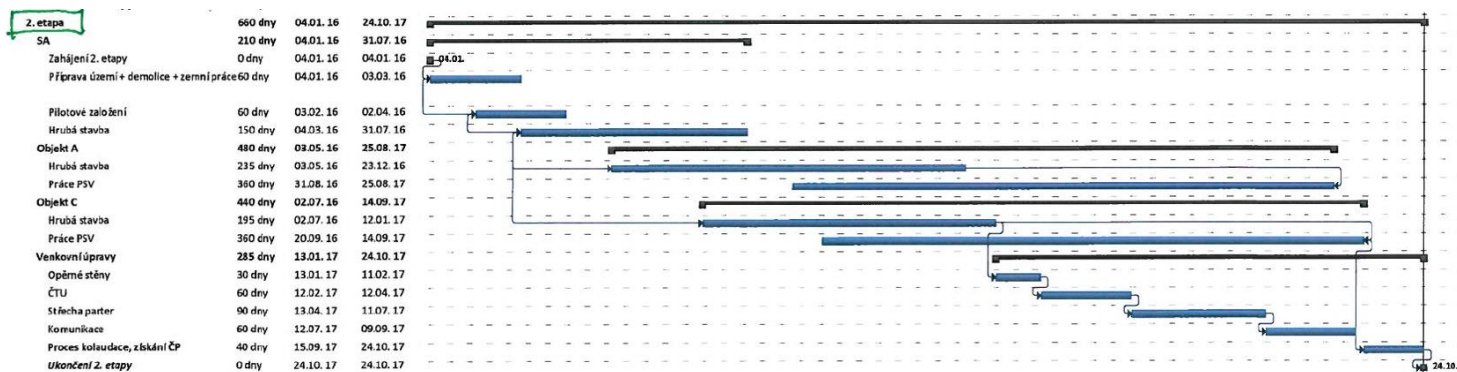 2. etapa 660 dny 04.01. 16 24.10. 17
SA 210 dny 04.01. 16 31.07. 16
Zahájení 2. etapy 0 dny 04.01. 16 04.01. 16 04.01.
Příprava území + demolice + zemní práce 60 dny 04.01. 16 03.03. 16
Pilotové založení 60 dny 03.02. 16 02.04. 16
Hrubá stavba 150 dny 04.03. 16 31.07. 16
Objekt A 480 dny 03.05. 16 25.08. 17
Hrubá stavba 235 dny 03.05. 16 23.12. 16
Práce PSV 360 dny 31.08. 16 25.08. 17
Objekt C 440 dny 02.07. 16 14.09. 17
Hrubá stavba 195 dny 02.07. 16 12.01. 17
Práce PSV 360 dny 20.09. 16 14.09. 17
Venkovní úpravy 285 dny 13.01. 17 24.10. 17
Opěrné stěny 30 dny 13.01. 17 11.02. 17
ČTU 60 dny 12.02. 17 12.04. 17
Střecha parter 90 dny 13.04. 17 11.07. 17
Komunikace 60 dny 12.07. 17 09.09. 17
Proces kolaudace, získání ČP 40 dny 15.09. 17 24.10. 17
Ukončení 2. etapy 0 dny 24.10. 17 24.10. 17 24.10.